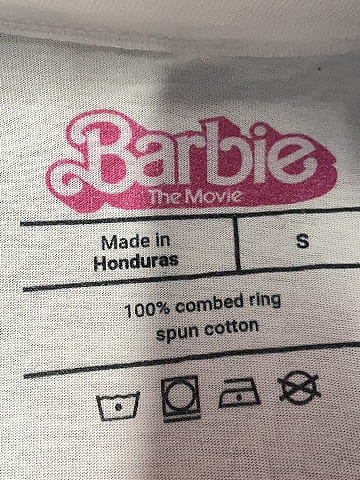 Barbie
The Movie
Made in
Honduras
S
100% combed ring
spun cotton